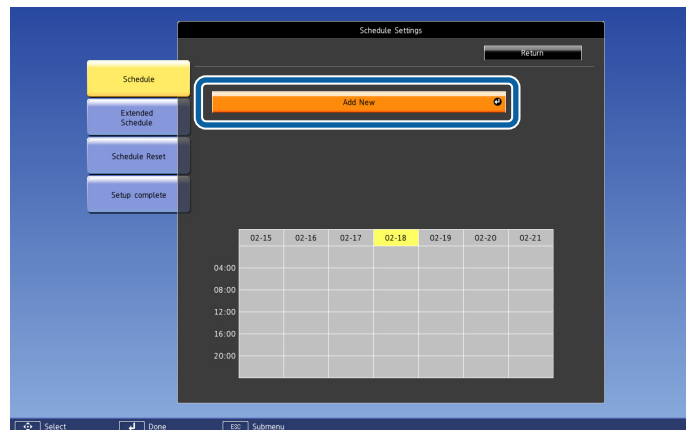 Schedule Settings
Return
Schedule
Add New
Extended
Schedule
Schedule Reset
Setup complete
02-15 02-16 02-17 02-18 02-19 02-20 02-21
04:00
08:00
12:00
16:00
20:00
Select Done ESC Submenu